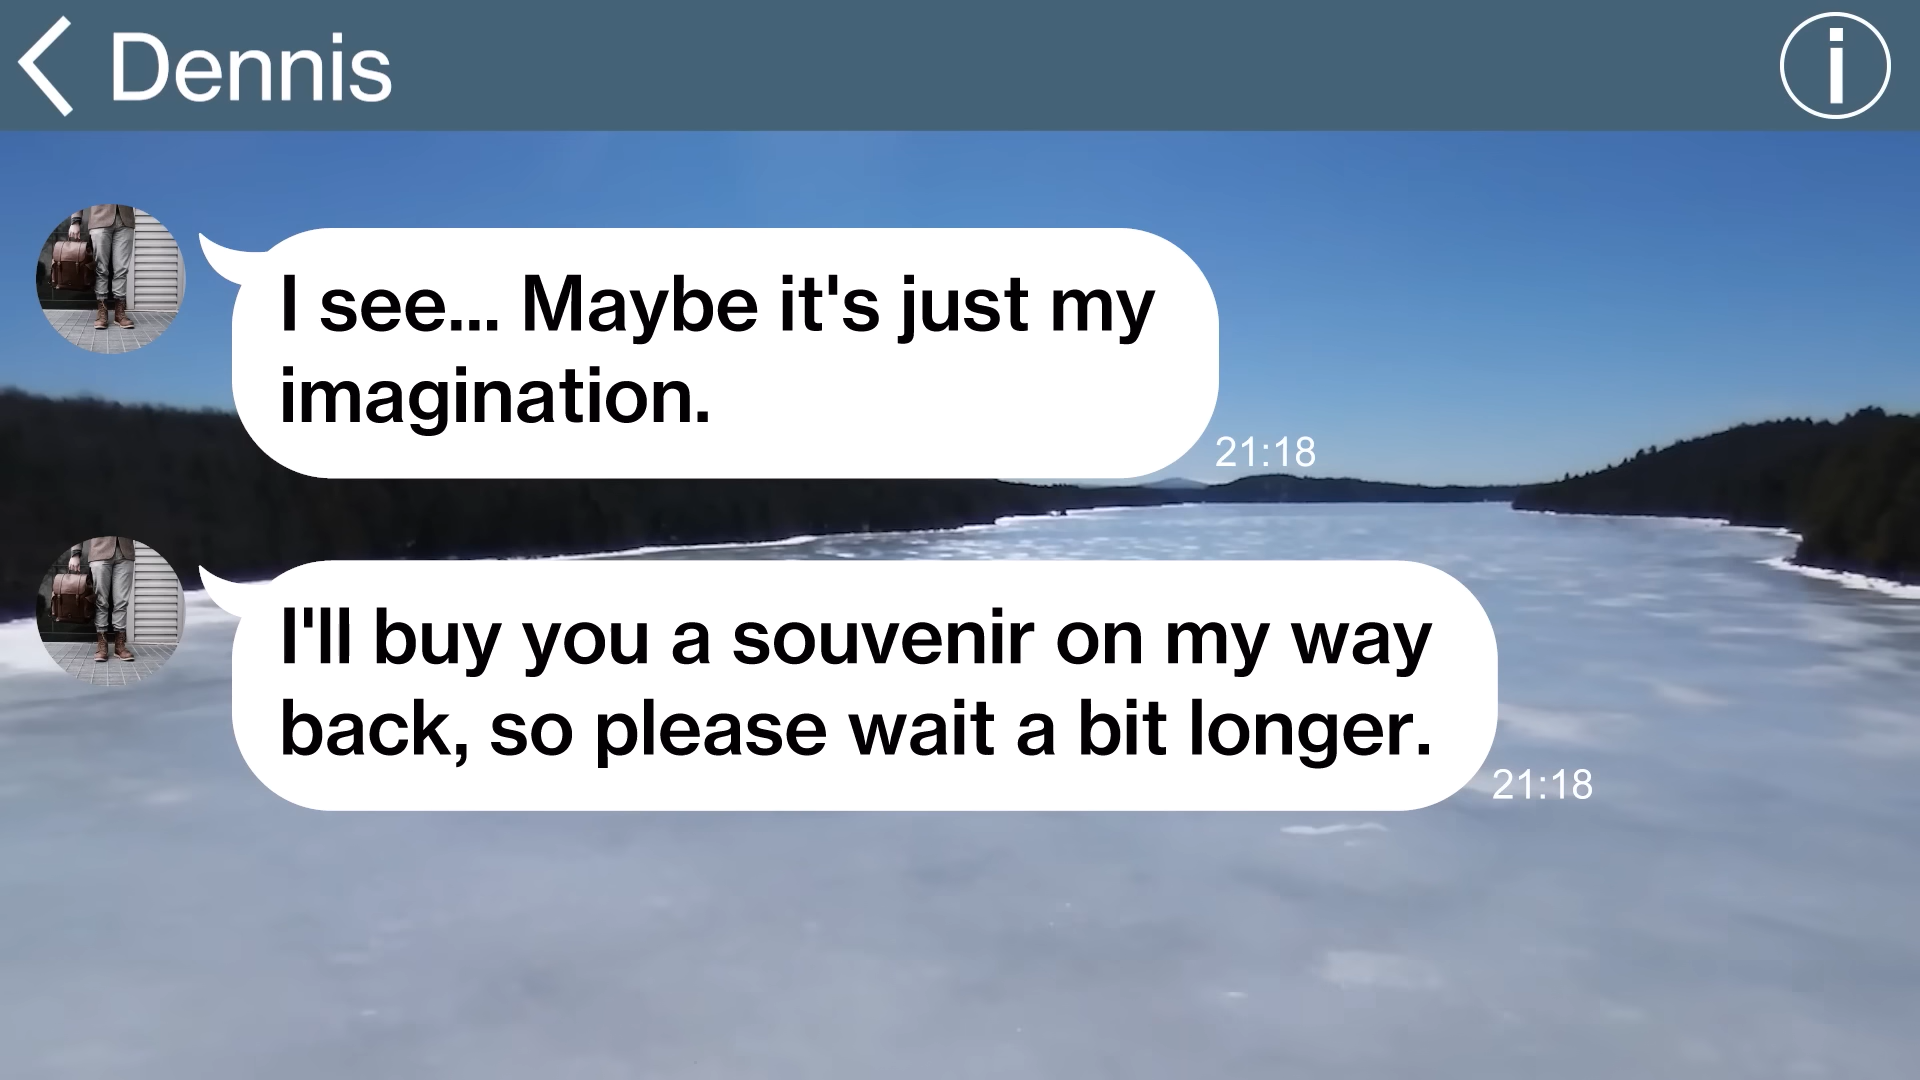 Dennis
I see... Maybe it's just my
imagination.
21:18
I'll buy you a souvenir on my way
back, so please wait a bit longer.
21:18